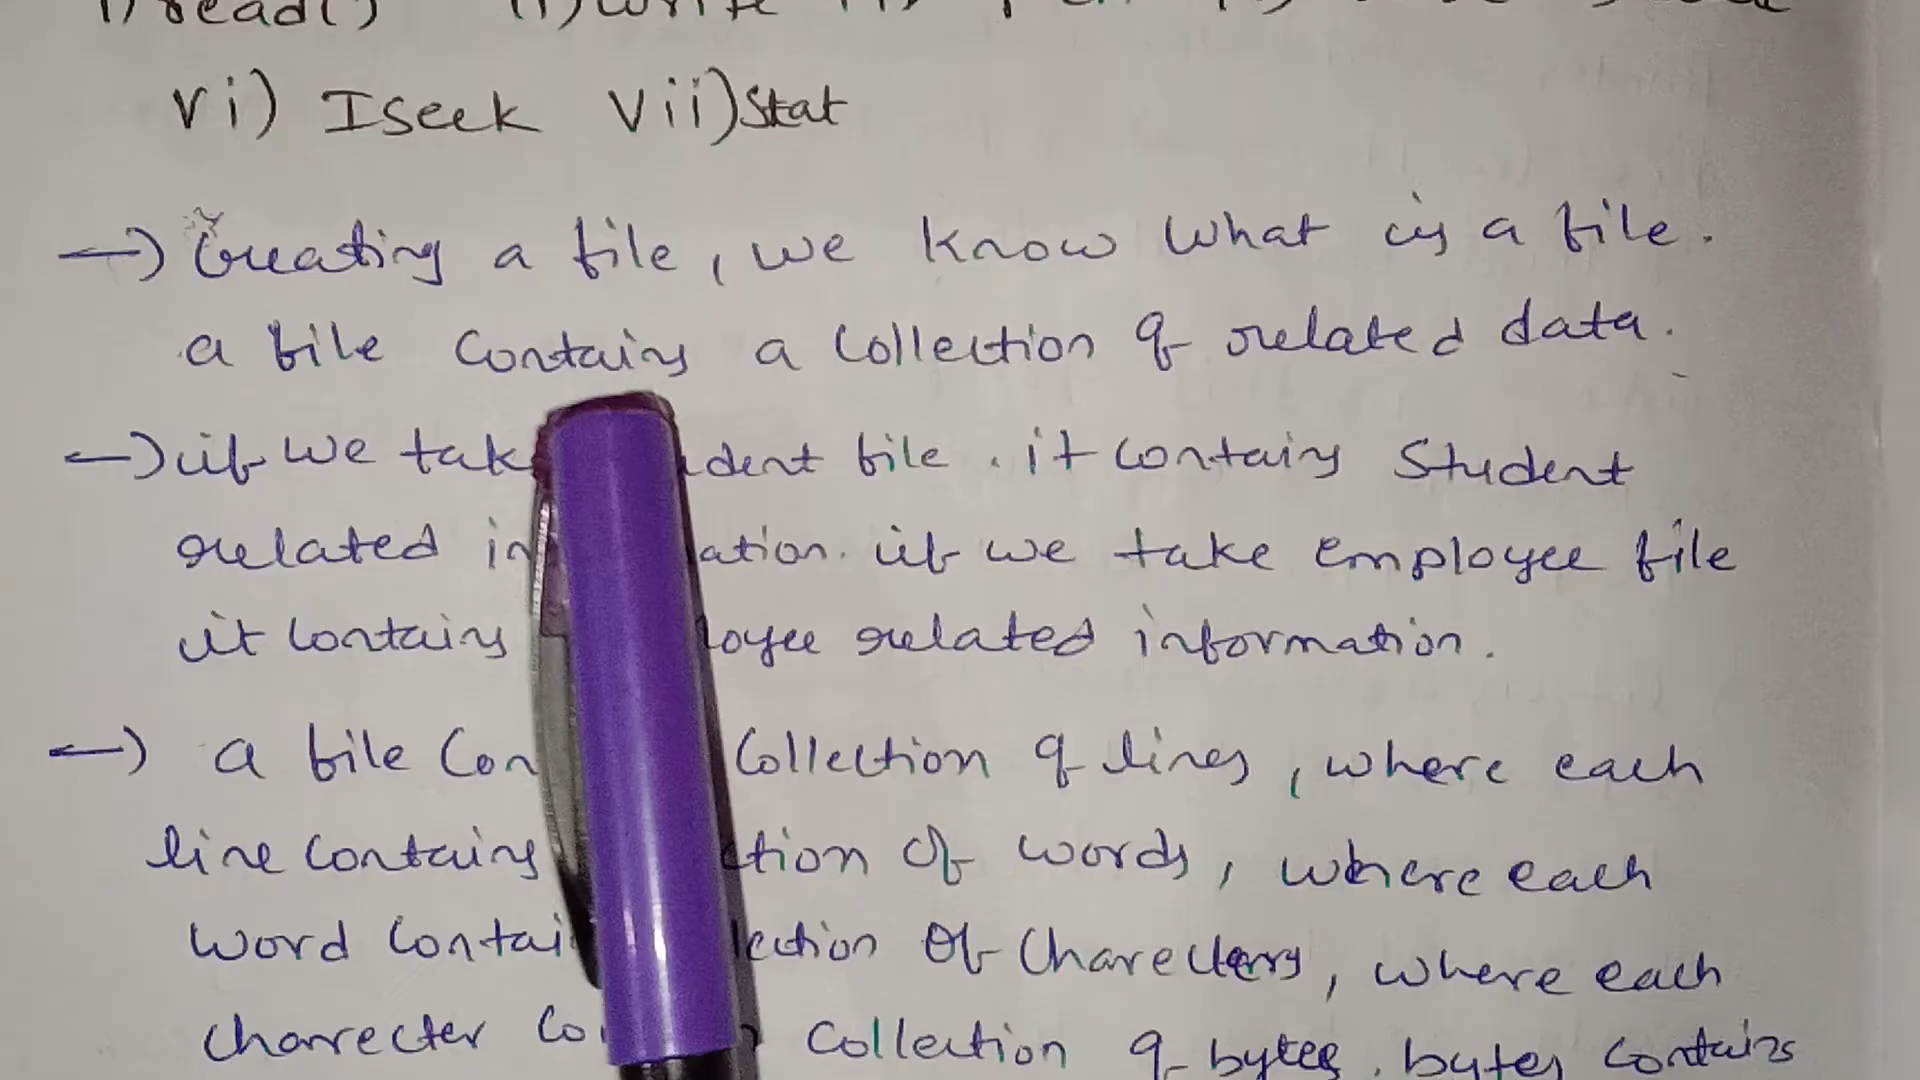 i) read() ii) write
vi) Iseek vii) Stat
→ Creating a file, we know what is a file.
a file contains a collection of related data.
→ if we tak dent file. it contains Student
related in ation. if we take employee file
it contains loyee related information.
→ a file con collection of lines, where each
line contains ction of words, where each
word contai lection of charecters, where each
charecter co collection of bytes. bytes contains